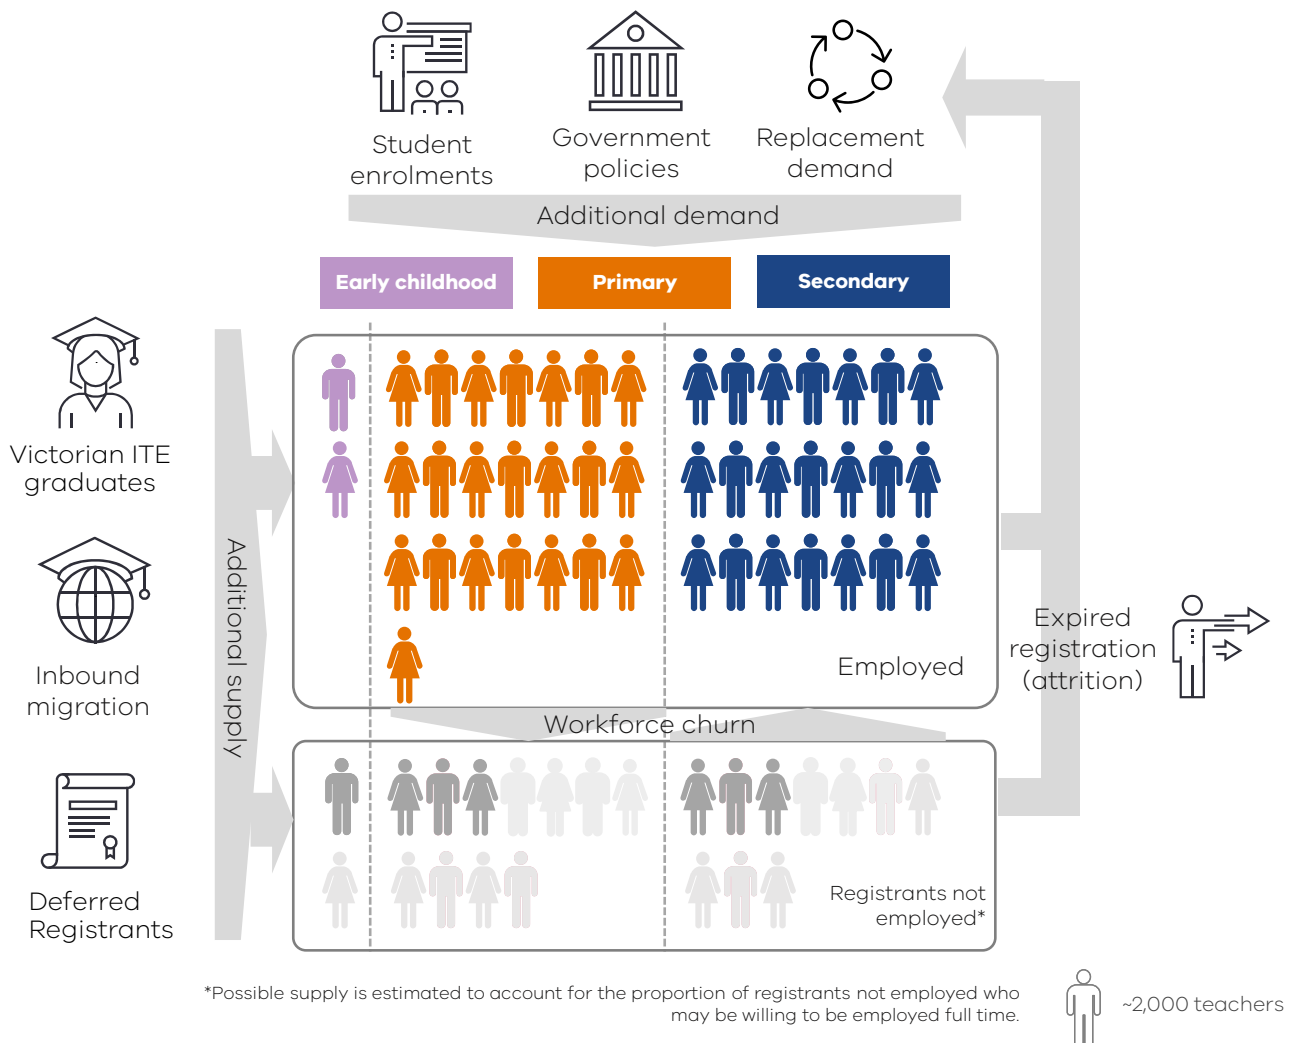 Student
enrolments
Government
policies
Replacement
demand
Additional demand
Early childhood
Primary
Secondary
Victorian ITE
graduates
Inbound
migration
Deferred
Registrants
Additional supply
Employed
Workforce churn
Registrants not
employed*
Expired
registration
(attrition)
*Possible supply is estimated to account for the proportion of registrants not employed who
may be willing to be employed full time.
~2,000 teachers